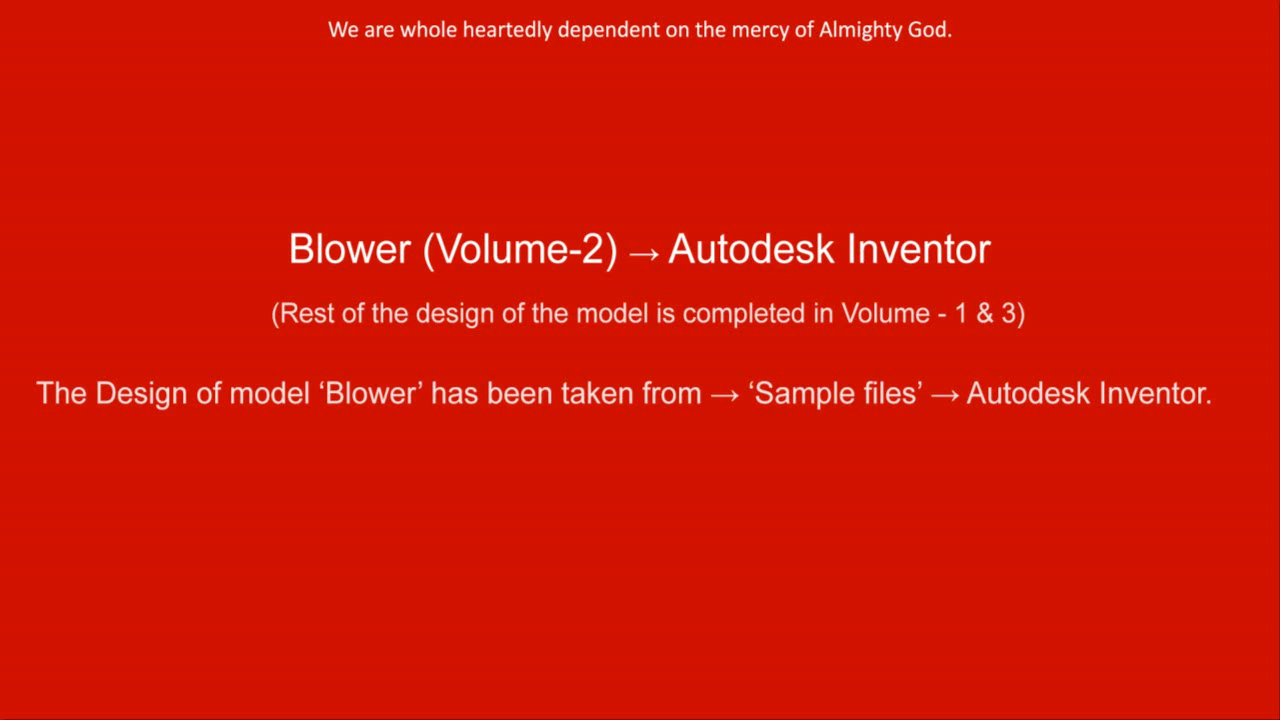 We are whole heartedly dependent on the mercy of Almighty God.
Blower (Volume-2) → Autodesk Inventor
(Rest of the design of the model is completed in Volume - 1 & 3)
The Design of model ‘Blower’ has been taken from → ‘Sample files’ → Autodesk Inventor.